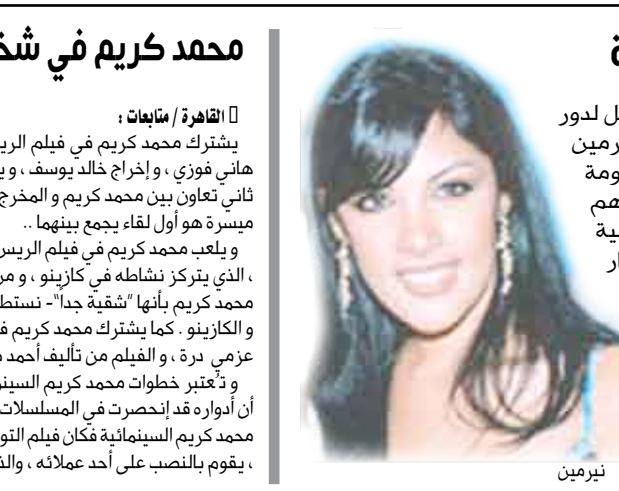 ة
ل لدور
رمين
ومة
هم
ية
ار
نيرمين
محمد كريم في شخ
القاهرة / متابعات :
يشترك محمد كريم في فيلم الري
هاني فوزي ، و إخراج خالد يوسف ، و ي
ثاني تعاون بين محمد كريم و المخرج
ميسرة هو أول لقاء يجمع بينهما ..
و يلعب محمد كريم في فيلم الريس
، الذي يتركز نشاطه في كازينو ، و مر
محمد كريم بأنها "شقية جداً"- نستط
و الكازينو . كما يشترك محمد كريم ف
عزمي درة ، و الفيلم من تأليف أحمد
و تُعتبر خطوات محمد كريم السين
أن أدواره قد إنحصرت في المسلسلات
محمد كريم السينمائية فكان فيلم التو
، يقوم بالنصب على أحد عملائه ، والذ